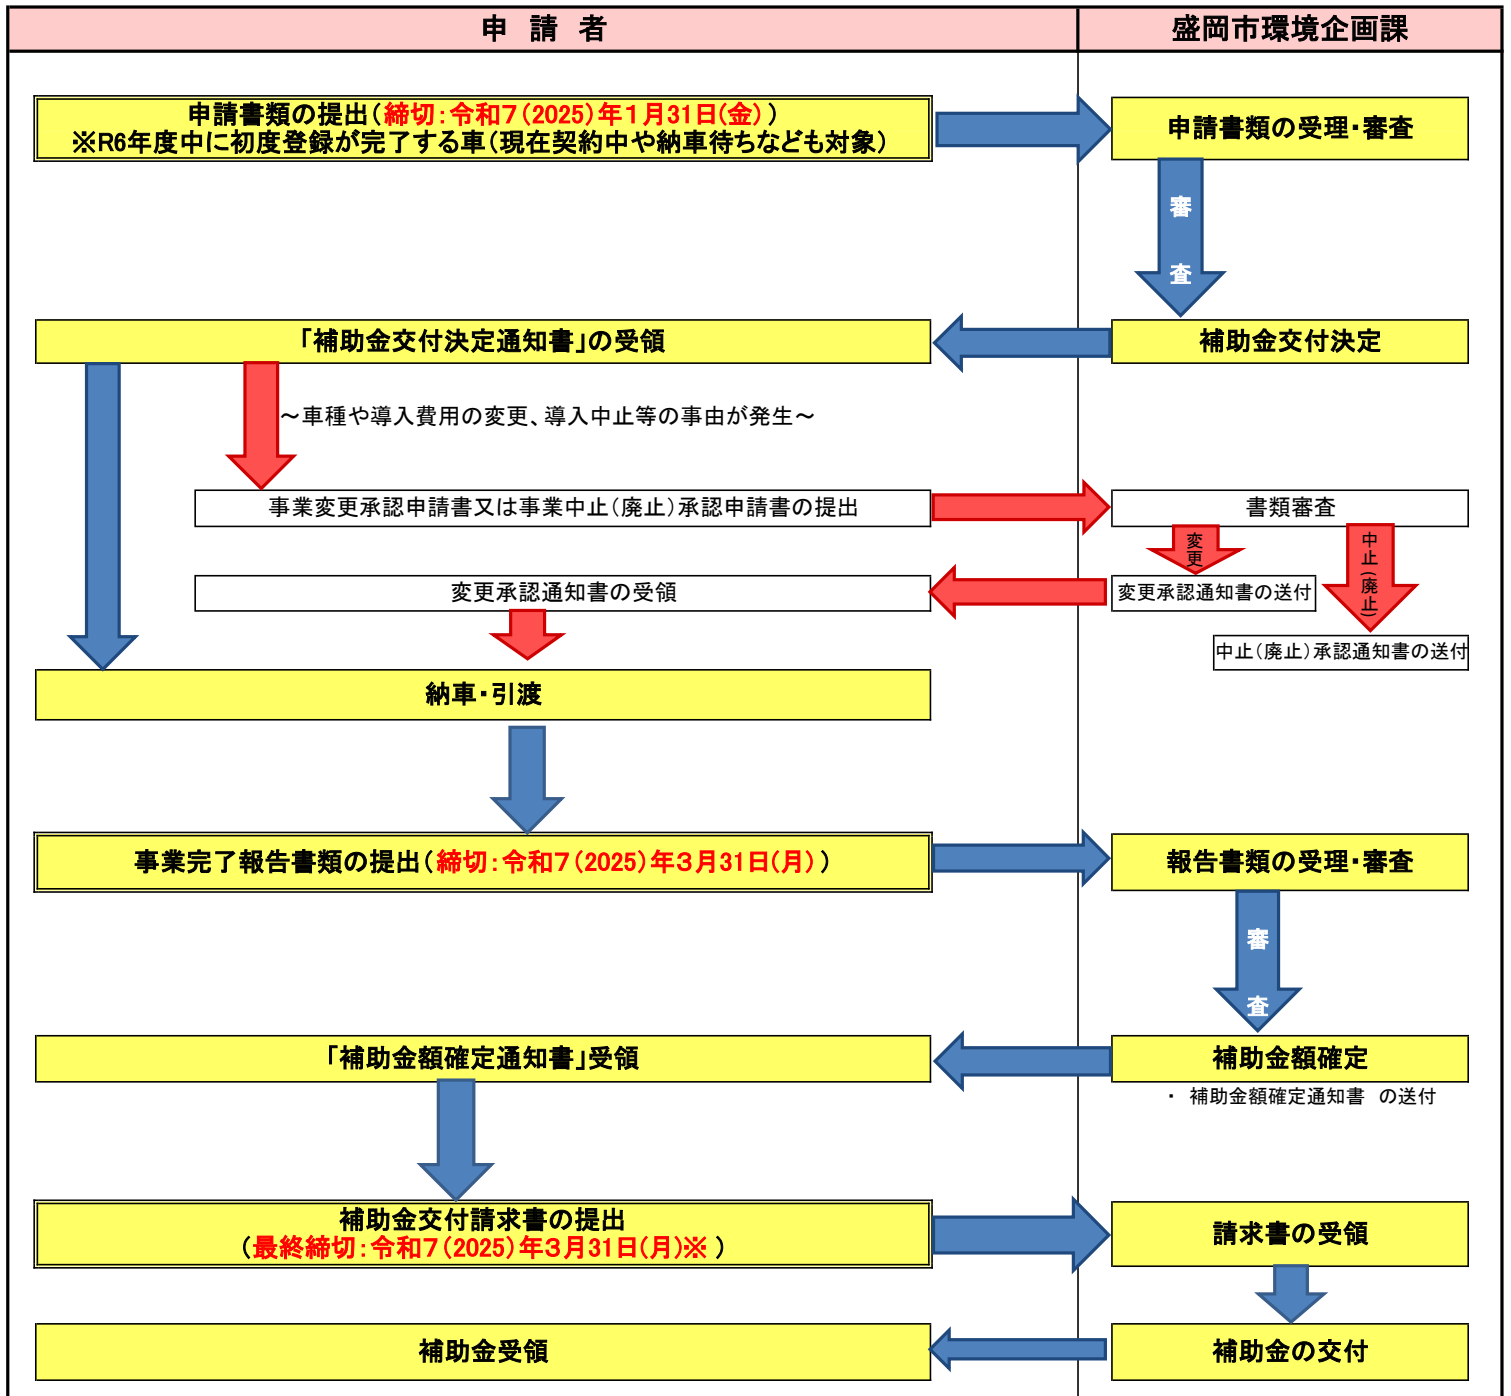 申 請 者
盛岡市環境企画課
申請書類の提出(締切：令和７(2025)年１月31日(金))
※R6年度中に初度登録が完了する車(現在契約中や納車待ちなども対象)
申請書類の受理・審査
審
査
「補助金交付決定通知書」の受領
補助金交付決定
～車種や導入費用の変更、導入中止等の事由が発生～
事業変更承認申請書又は事業中止(廃止)承認申請書の提出
書類審査
変更
中止(廃止)
変更承認通知書の受領
変更承認通知書の送付
中止(廃止)承認通知書の送付
納車・引渡
事業完了報告書類の提出(締切：令和７(2025)年３月31日(月))
報告書類の受理・審査
審
査
「補助金額確定通知書」受領
補助金額確定
・ 補助金額確定通知書 の送付
補助金交付請求書の提出
(最終締切：令和７(2025)年３月31日(月)※ )
請求書の受領
補助金受領
補助金の交付